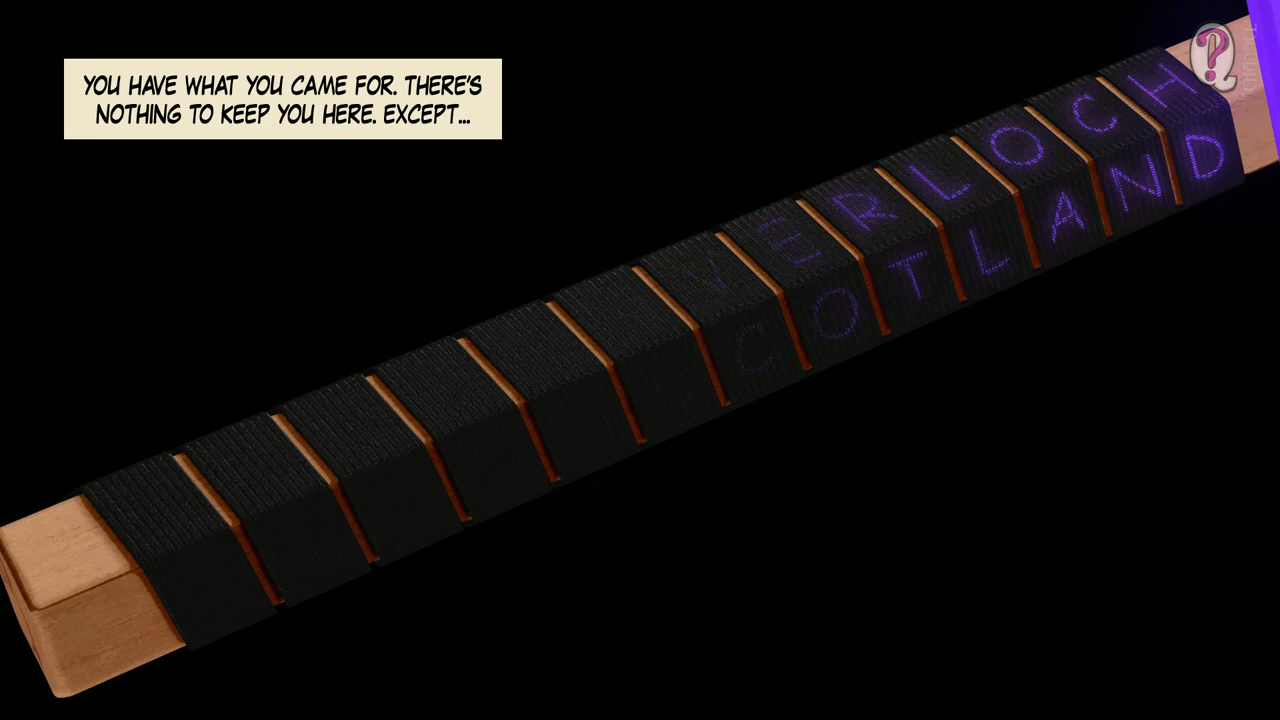 YOU HAVE WHAT YOU CAME FOR. THERE'S
NOTHING TO KEEP YOU HERE. EXCEPT...
VERLOCH
COTLAND
?